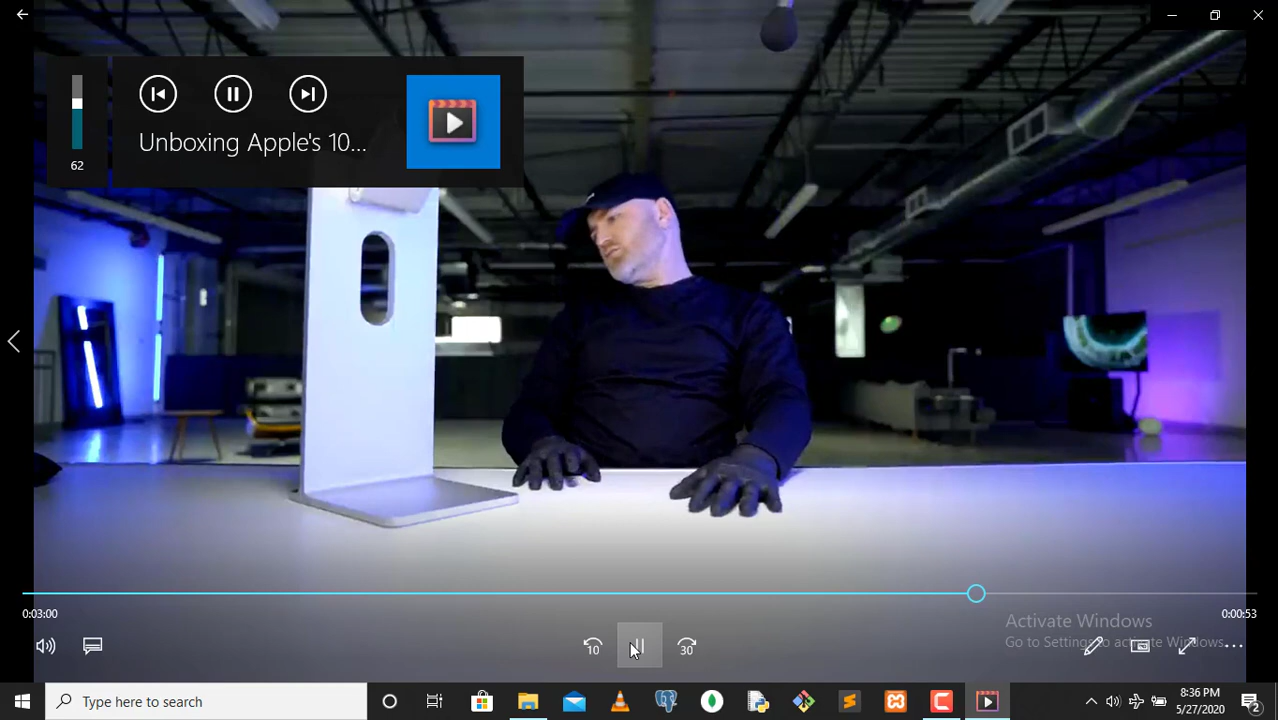 Unboxing Apple's 10...
62
0:03:00
0:00:53
Activate Windows
Go to Settings to activate Windows.
10
30
Type here to search
8:36 PM
5/27/2020
2